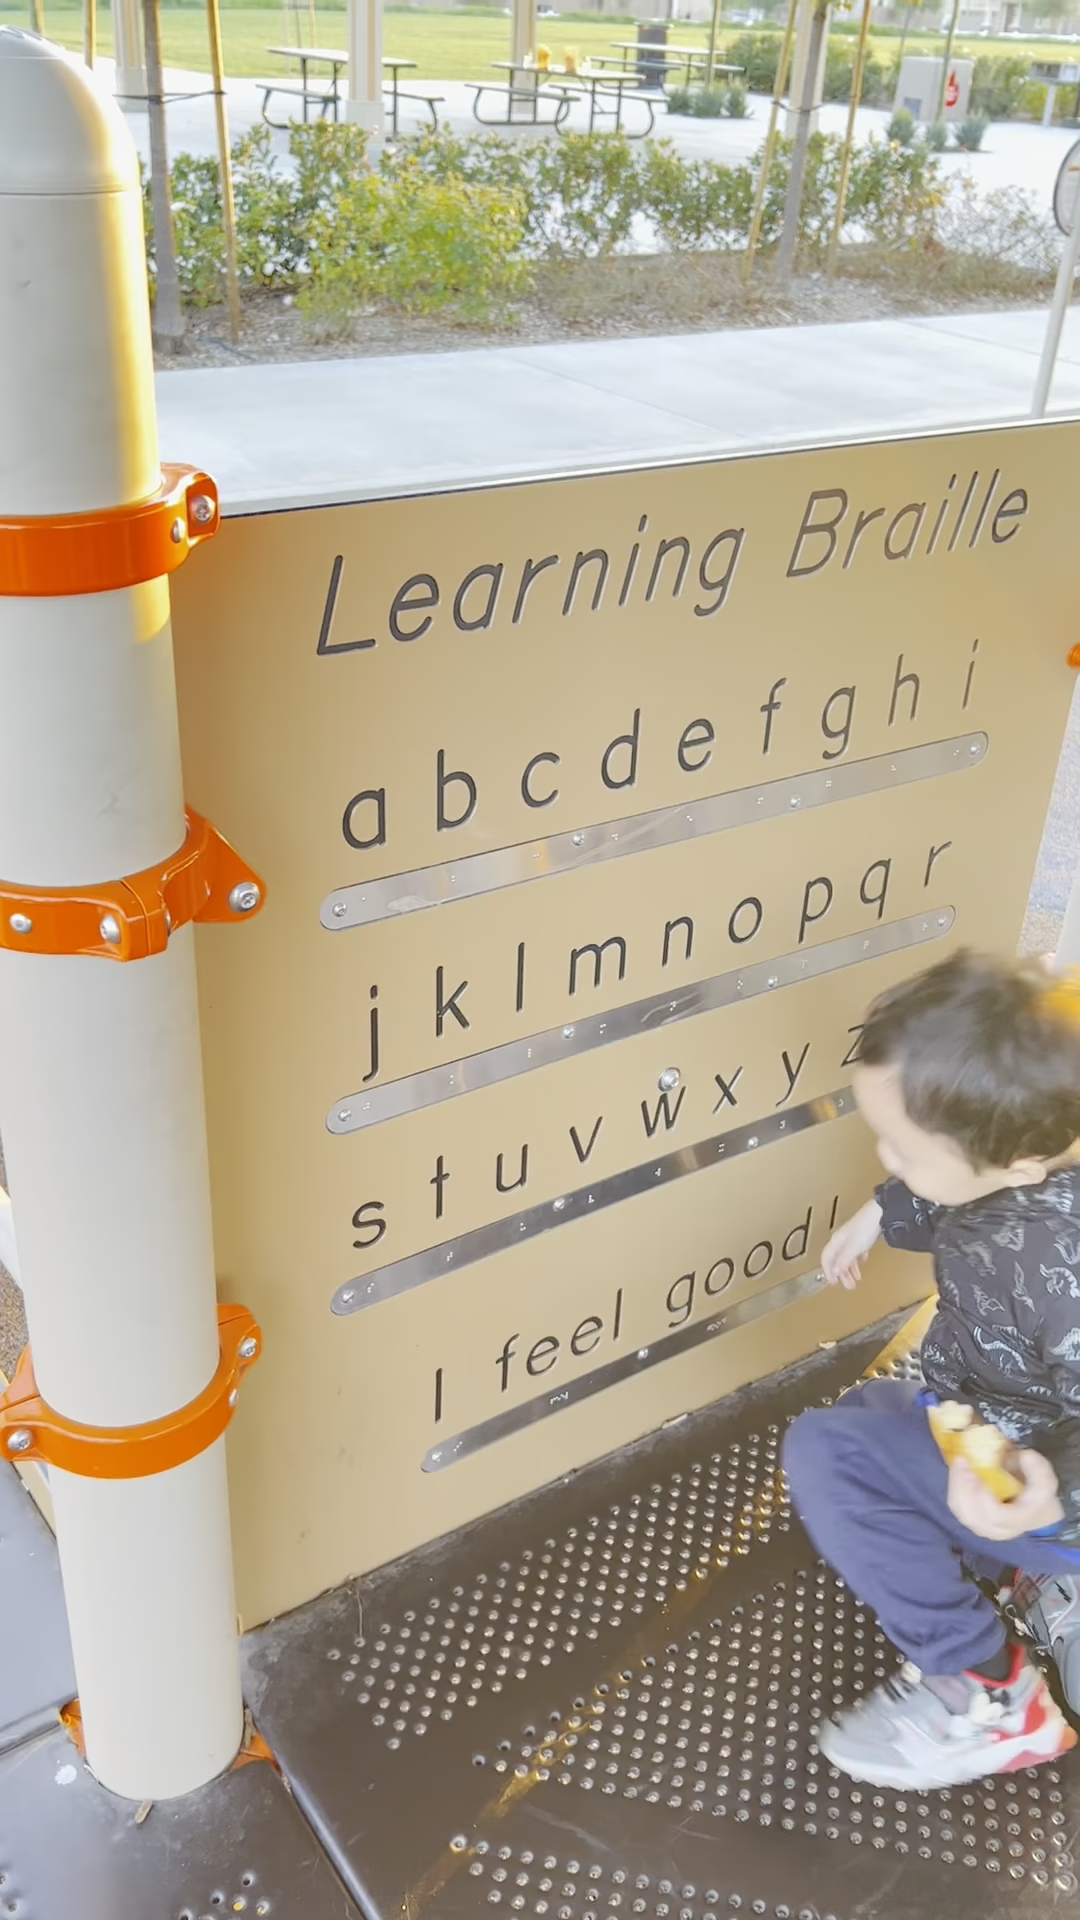 Learning Braille
a b c d e f g h i
j k l m n o p q r
s t u v w x y z
I feel good!